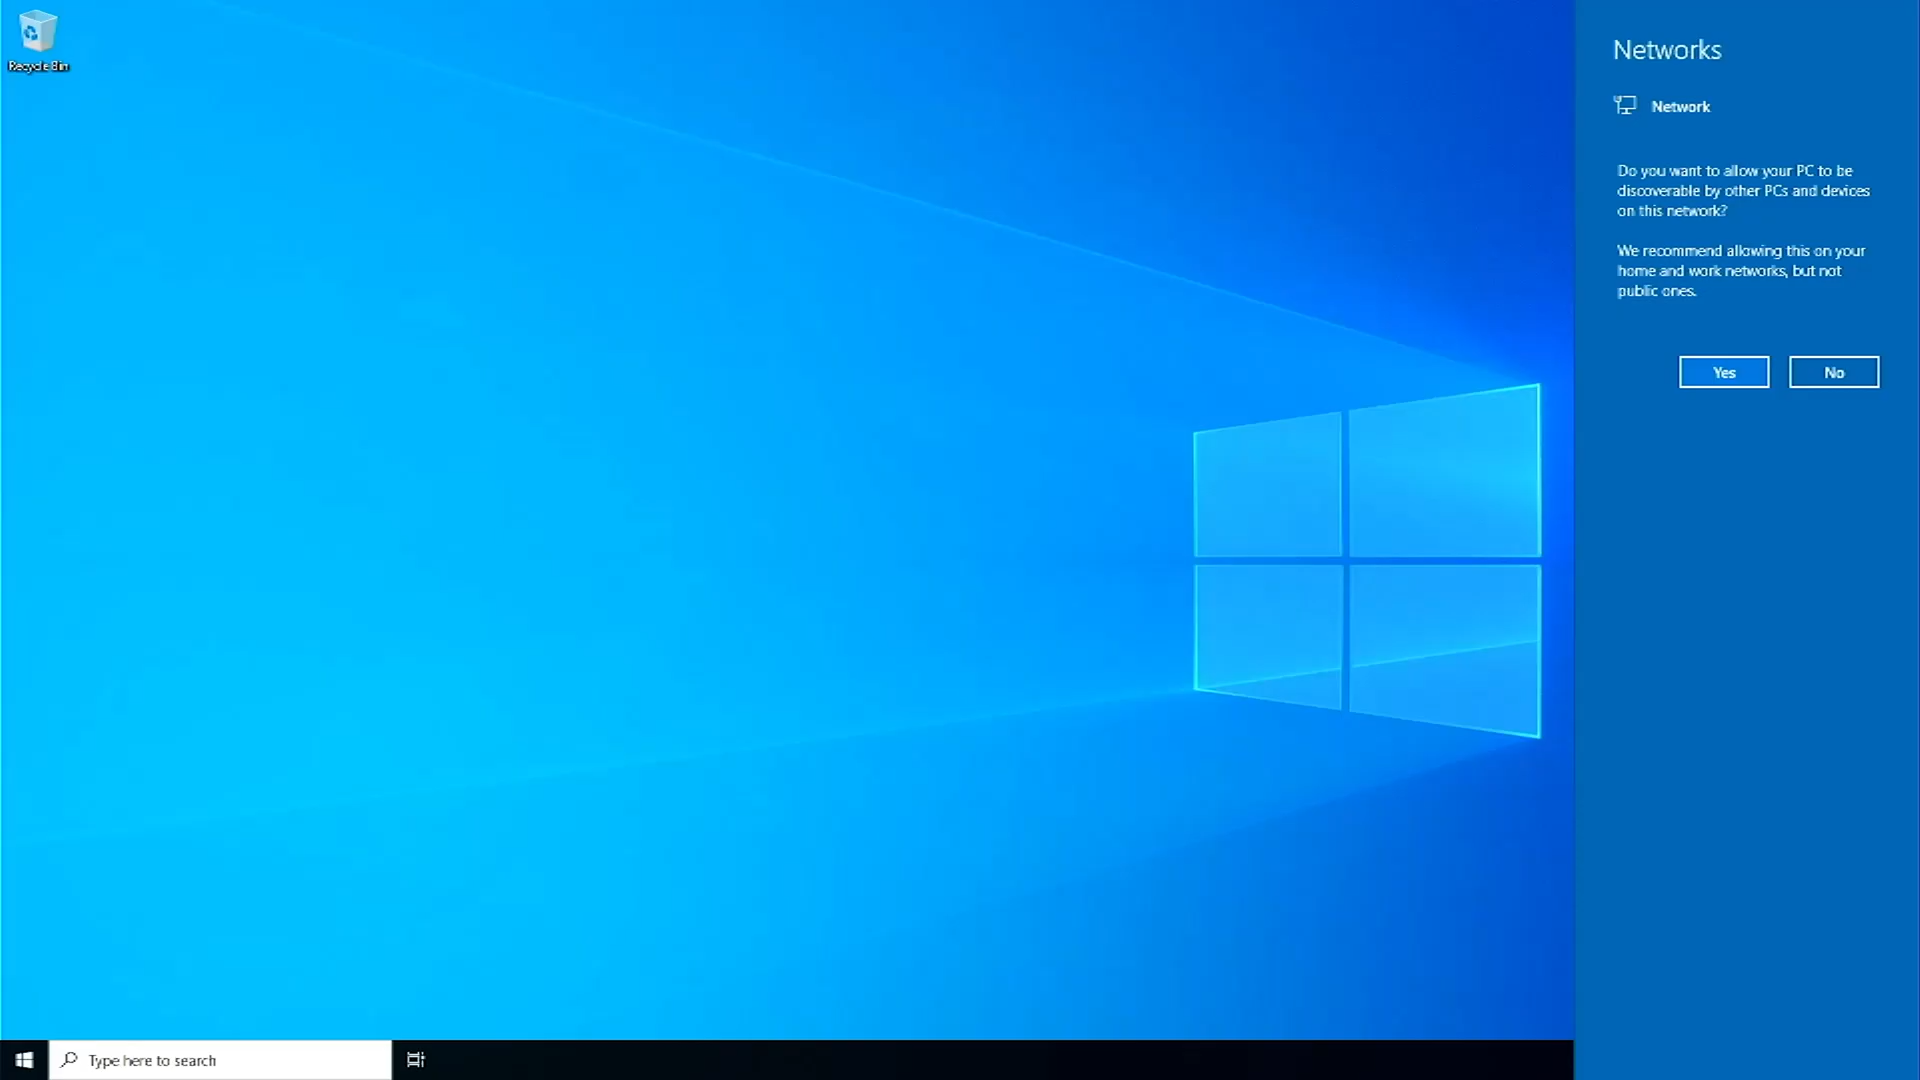 Recycle Bin
Networks
Network
Do you want to allow your PC to be
discoverable by other PCs and devices
on this network?
We recommend allowing this on your
home and work networks, but not
public ones.
Yes
No
Type here to search